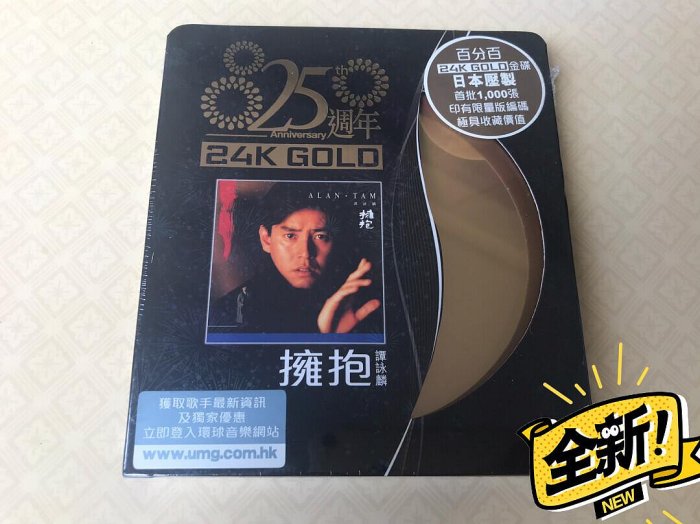 25th
Anniversary
週年
24K GOLD
ALAN·TAM
譚詠麟
擁抱
擁抱
譚詠麟
百分百
24K GOLD金碟
日本壓製
首批1,000張
印有限量版編碼
極具收藏價值
獲取歌手最新資訊
及獨家優惠
立即登入環球音樂網站
www.umg.com.hk
全新!
NEW